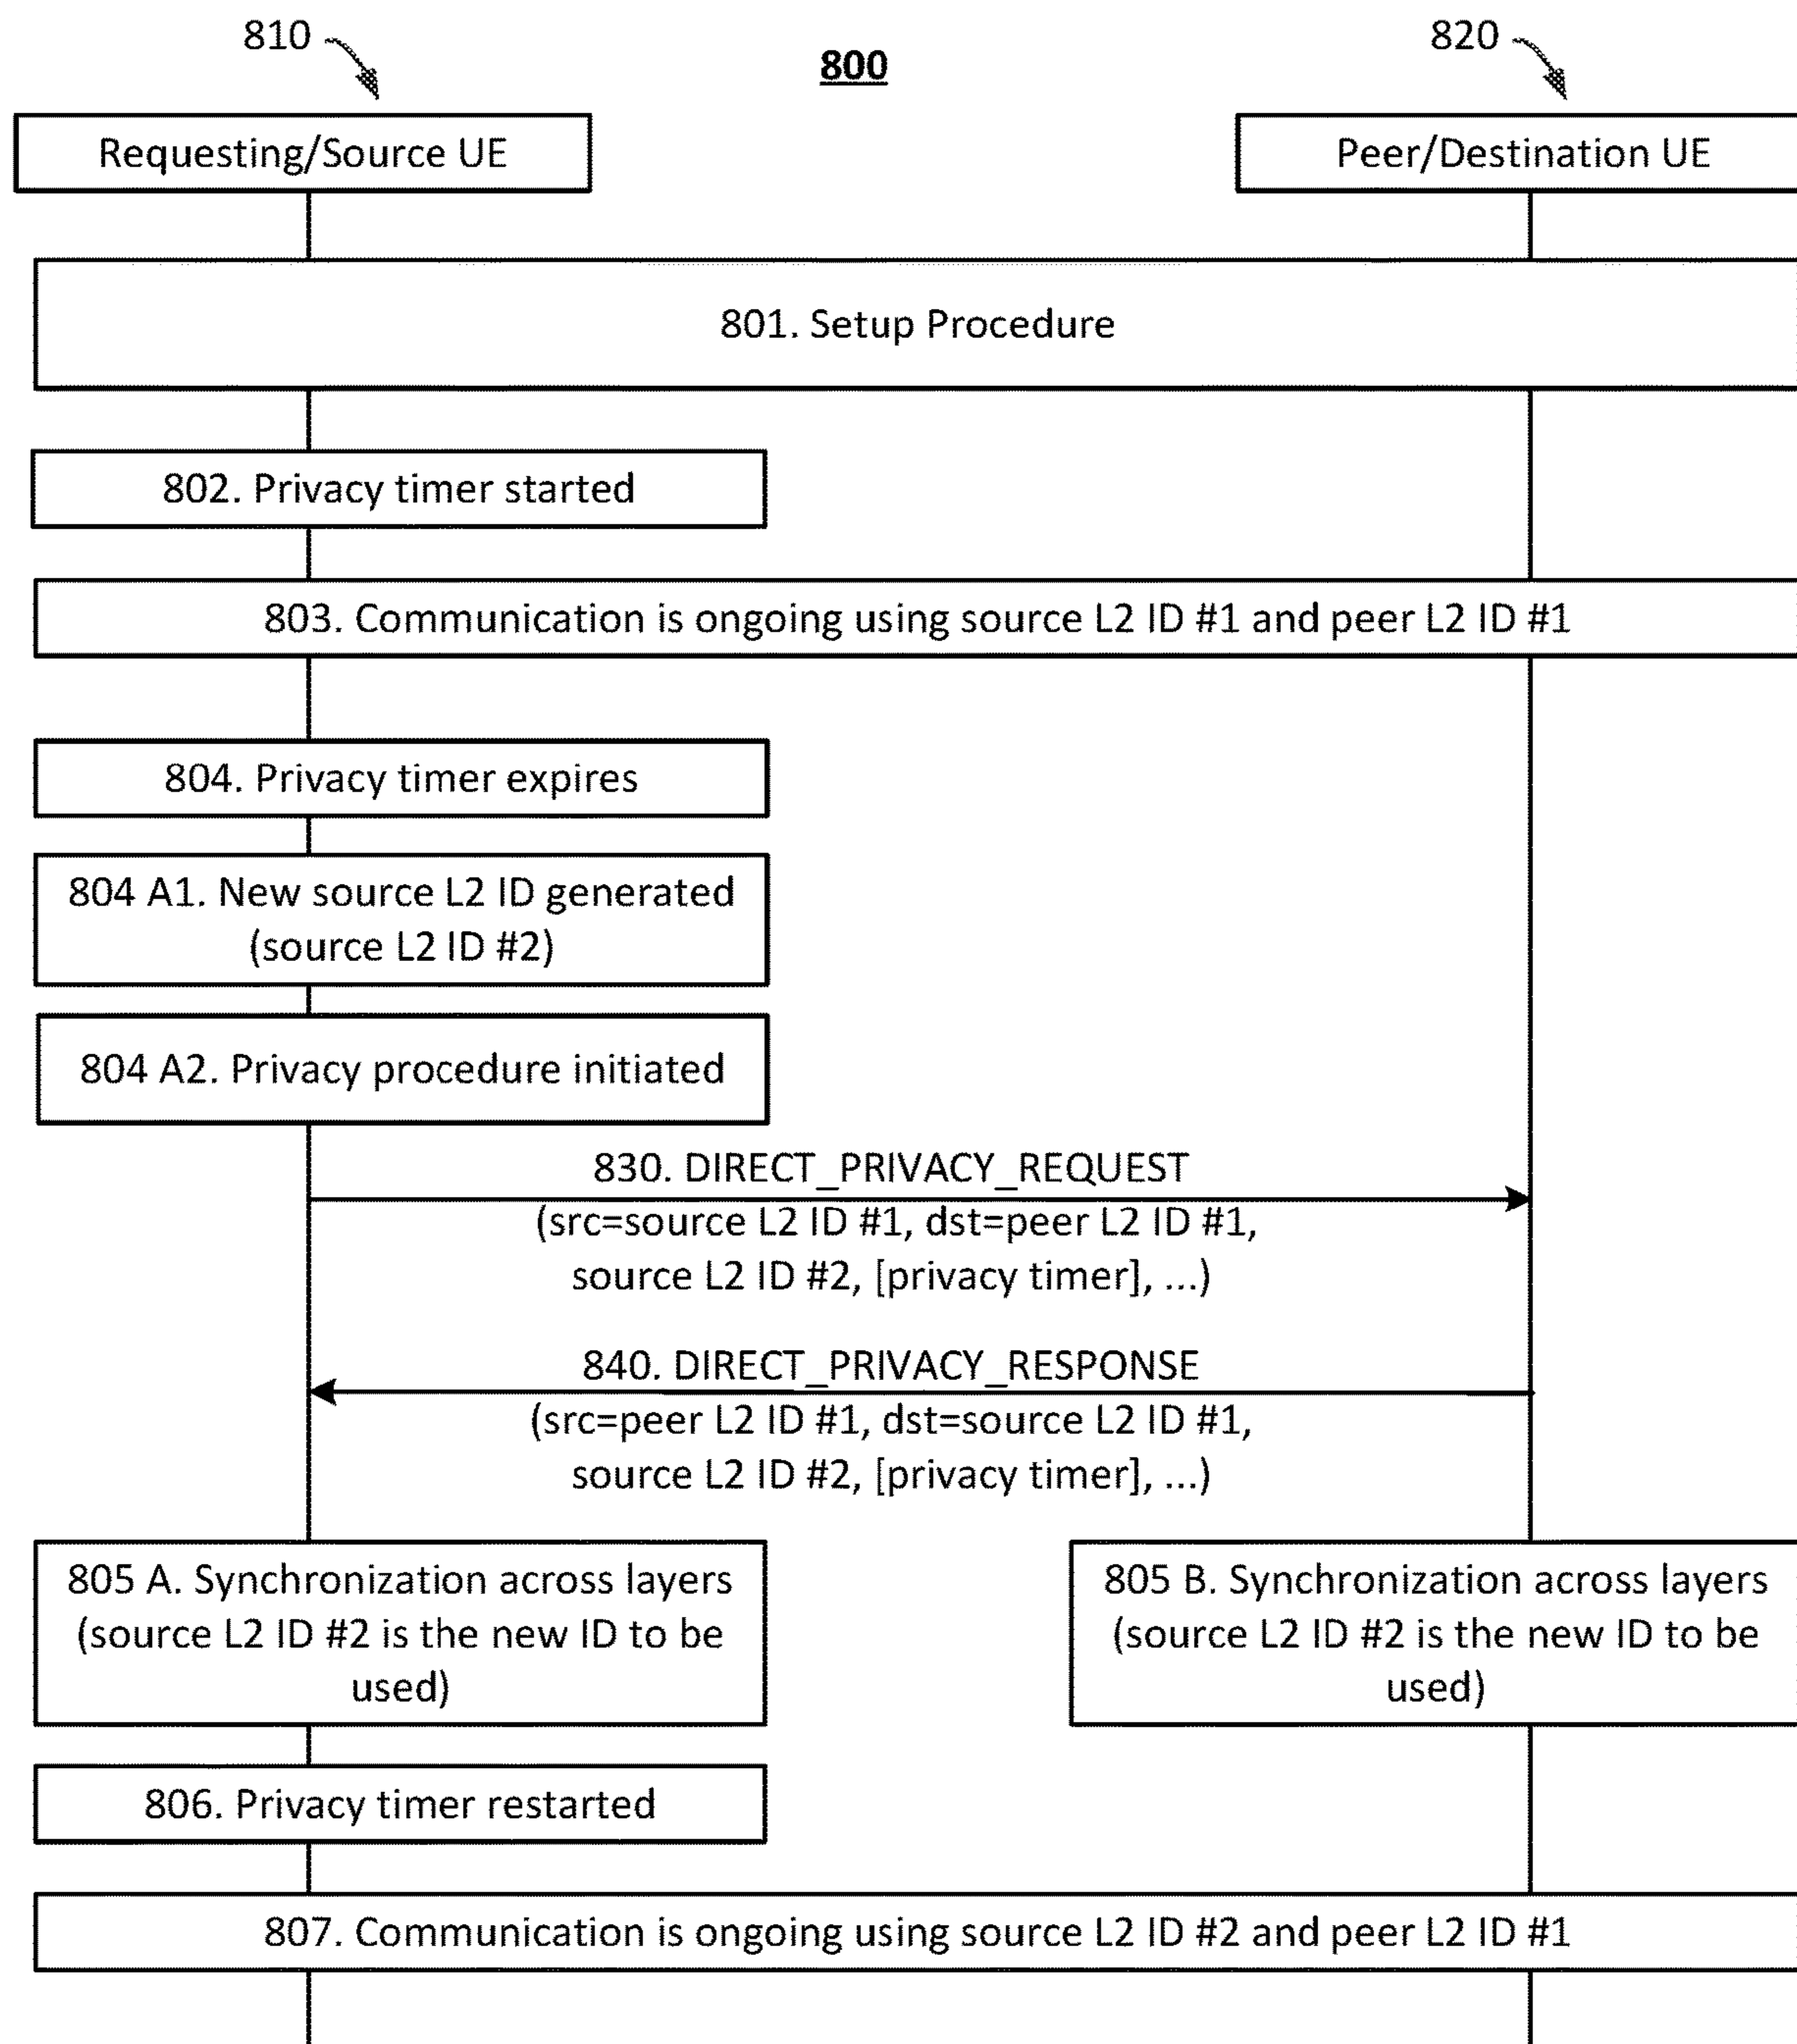 810
800
820
Requesting/Source UE
Peer/Destination UE
801. Setup Procedure
802. Privacy timer started
803. Communication is ongoing using source L2 ID #1 and peer L2 ID #1
804. Privacy timer expires
804 A1. New source L2 ID generated
(source L2 ID #2)
804 A2. Privacy procedure initiated
830. DIRECT_PRIVACY_REQUEST
(src=source L2 ID #1, dst=peer L2 ID #1,
source L2 ID #2, [privacy timer], ...)
840. DIRECT_PRIVACY_RESPONSE
(src=peer L2 ID #1, dst=source L2 ID #1,
source L2 ID #2, [privacy timer], ...)
805 A. Synchronization across layers
(source L2 ID #2 is the new ID to be
used)
805 B. Synchronization across layers
(source L2 ID #2 is the new ID to be
used)
806. Privacy timer restarted
807. Communication is ongoing using source L2 ID #2 and peer L2 ID #1